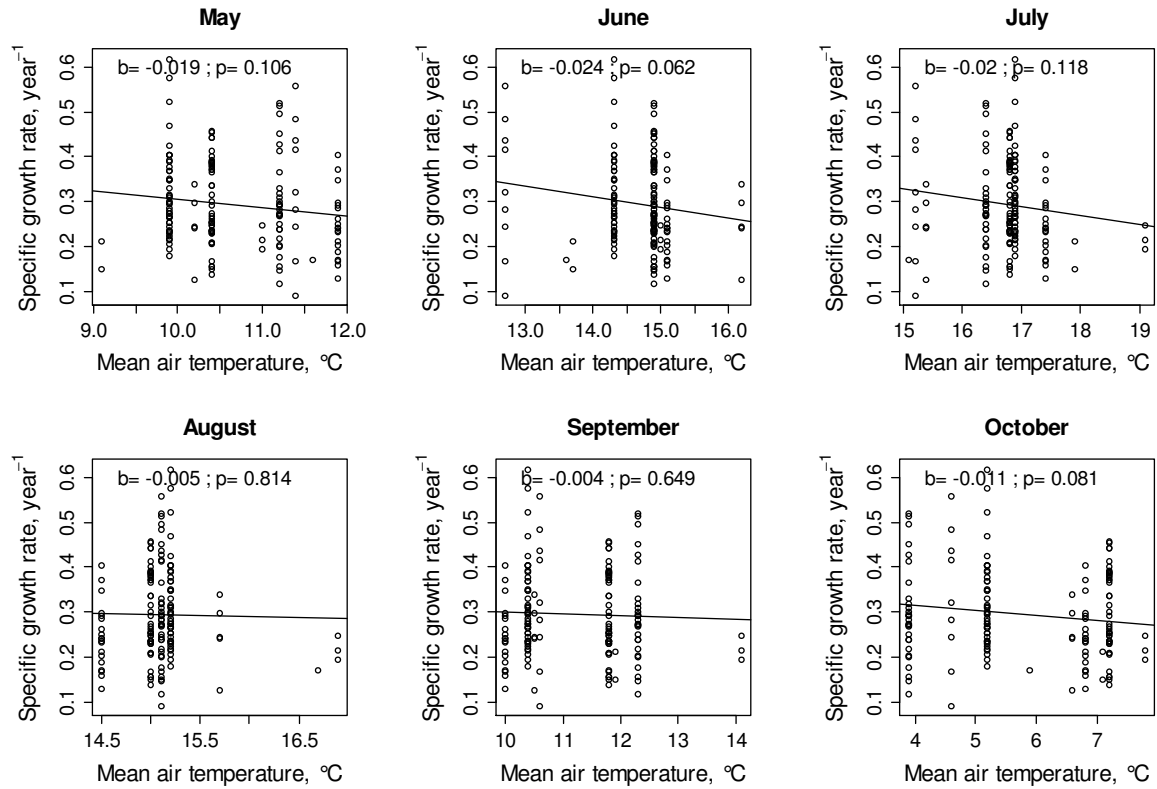 May
b= -0.019 ; p= 0.106
Specific growth rate, year⁻¹
0.6
0.5
0.4
0.3
0.2
0.1
9.0 10.0 11.0 12.0
Mean air temperature, °C
June
b= -0.024 ; p= 0.062
Specific growth rate, year⁻¹
0.6
0.5
0.4
0.3
0.2
0.1
13.0 14.0 15.0 16.0
Mean air temperature, °C
July
b= -0.02 ; p= 0.118
Specific growth rate, year⁻¹
0.6
0.5
0.4
0.3
0.2
0.1
15 16 17 18 19
Mean air temperature, °C
August
b= -0.005 ; p= 0.814
Specific growth rate, year⁻¹
0.6
0.5
0.4
0.3
0.2
0.1
14.5 15.5 16.5
Mean air temperature, °C
September
b= -0.004 ; p= 0.649
Specific growth rate, year⁻¹
0.6
0.5
0.4
0.3
0.2
0.1
10 11 12 13 14
Mean air temperature, °C
October
b= -0.011 ; p= 0.081
Specific growth rate, year⁻¹
0.6
0.5
0.4
0.3
0.2
0.1
4 5 6 7
Mean air temperature, °C